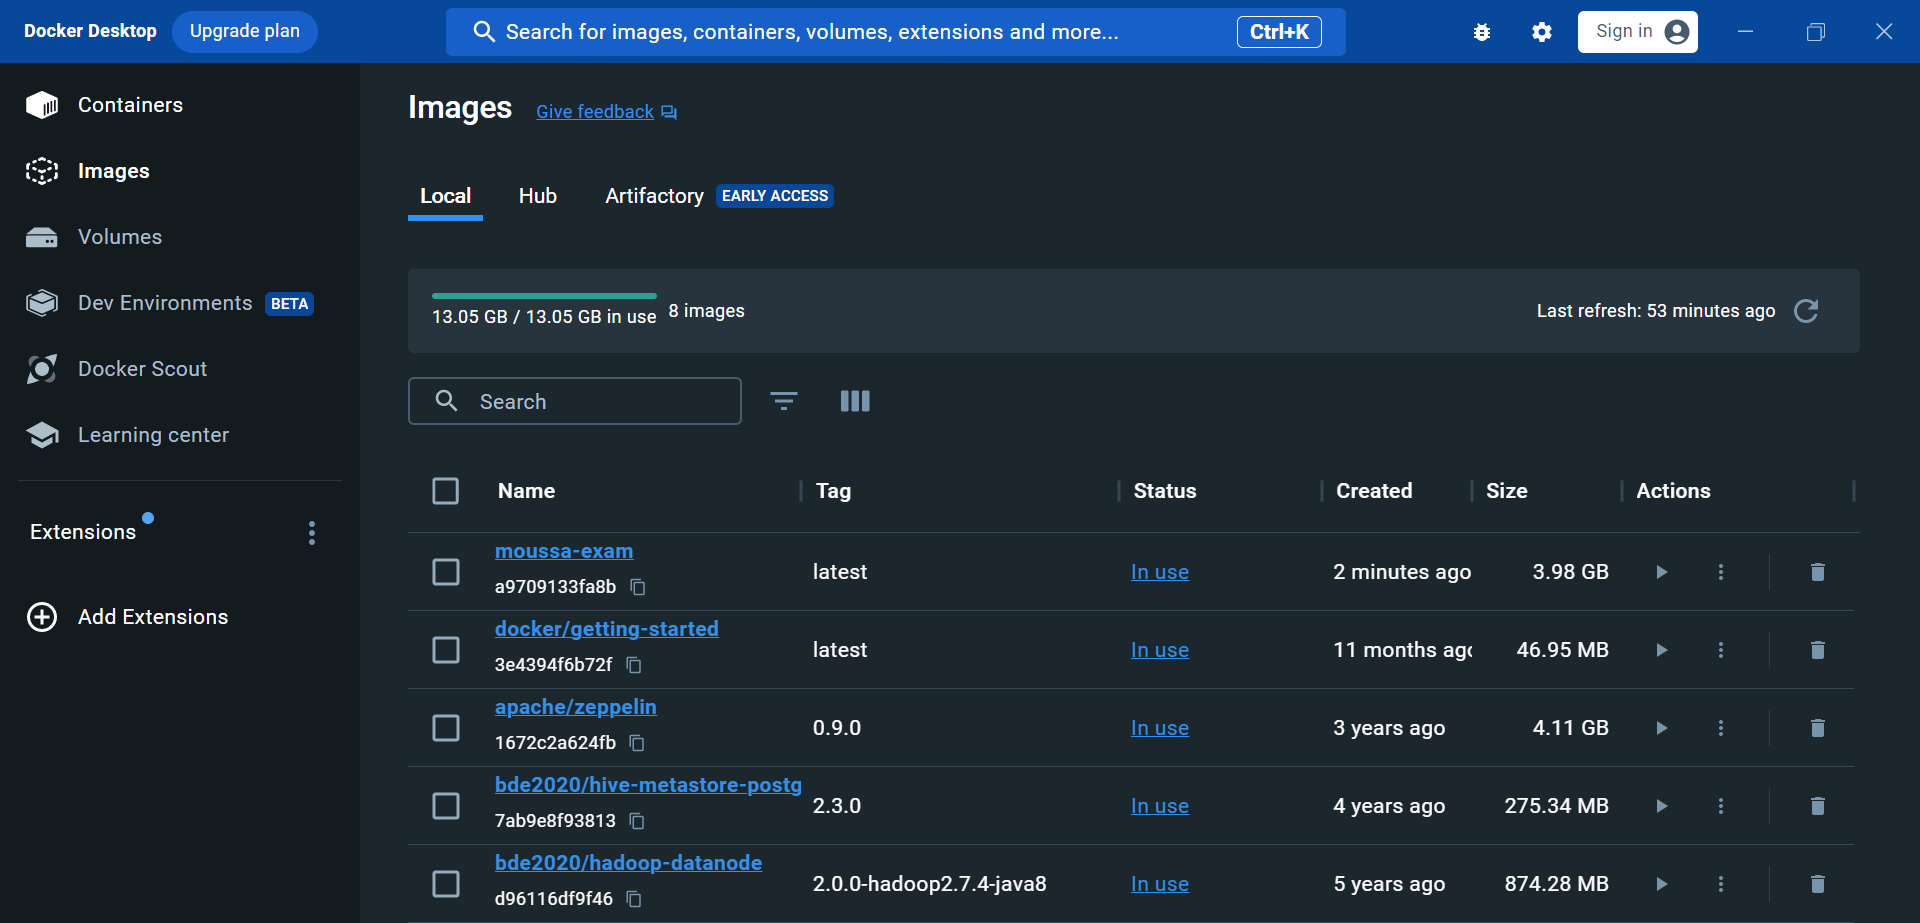 Docker Desktop
Upgrade plan
Search for images, containers, volumes, extensions and more...
Ctrl+K
Sign in
Containers
Images
Volumes
Dev Environments BETA
Docker Scout
Learning center
Extensions
Add Extensions
Images
Give feedback
Local
Hub
Artifactory EARLY ACCESS
13.05 GB / 13.05 GB in use
8 images
Last refresh: 53 minutes ago
Search
Name Tag Status Created Size Actions
moussa-exam
a9709133fa8b
latest In use 2 minutes ago 3.98 GB
docker/getting-started
3e4394f6b72f
latest In use 11 months ago 46.95 MB
apache/zeppelin
1672c2a624fb
0.9.0 In use 3 years ago 4.11 GB
bde2020/hive-metastore-postg
7ab9e8f93813
2.3.0 In use 4 years ago 275.34 MB
bde2020/hadoop-datanode
d96116df9f46
2.0.0-hadoop2.7.4-java8 In use 5 years ago 874.28 MB